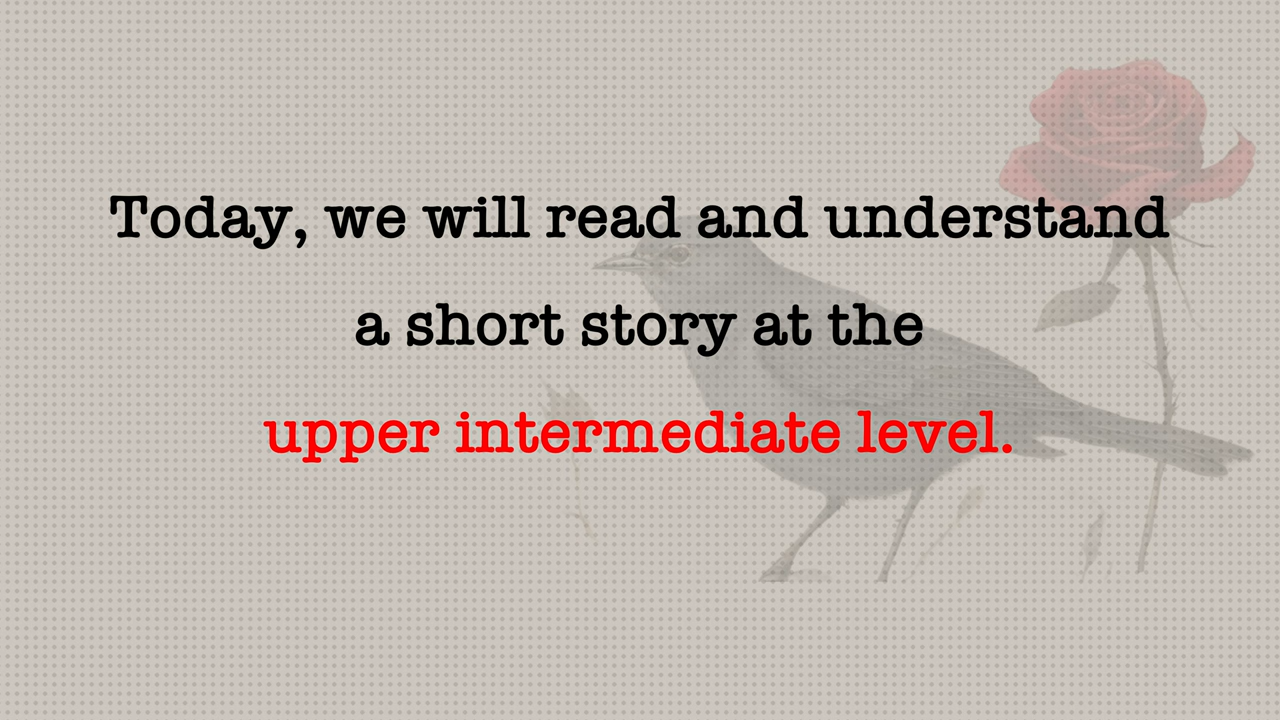 Today, we will read and understand
a short story at the
upper intermediate level.